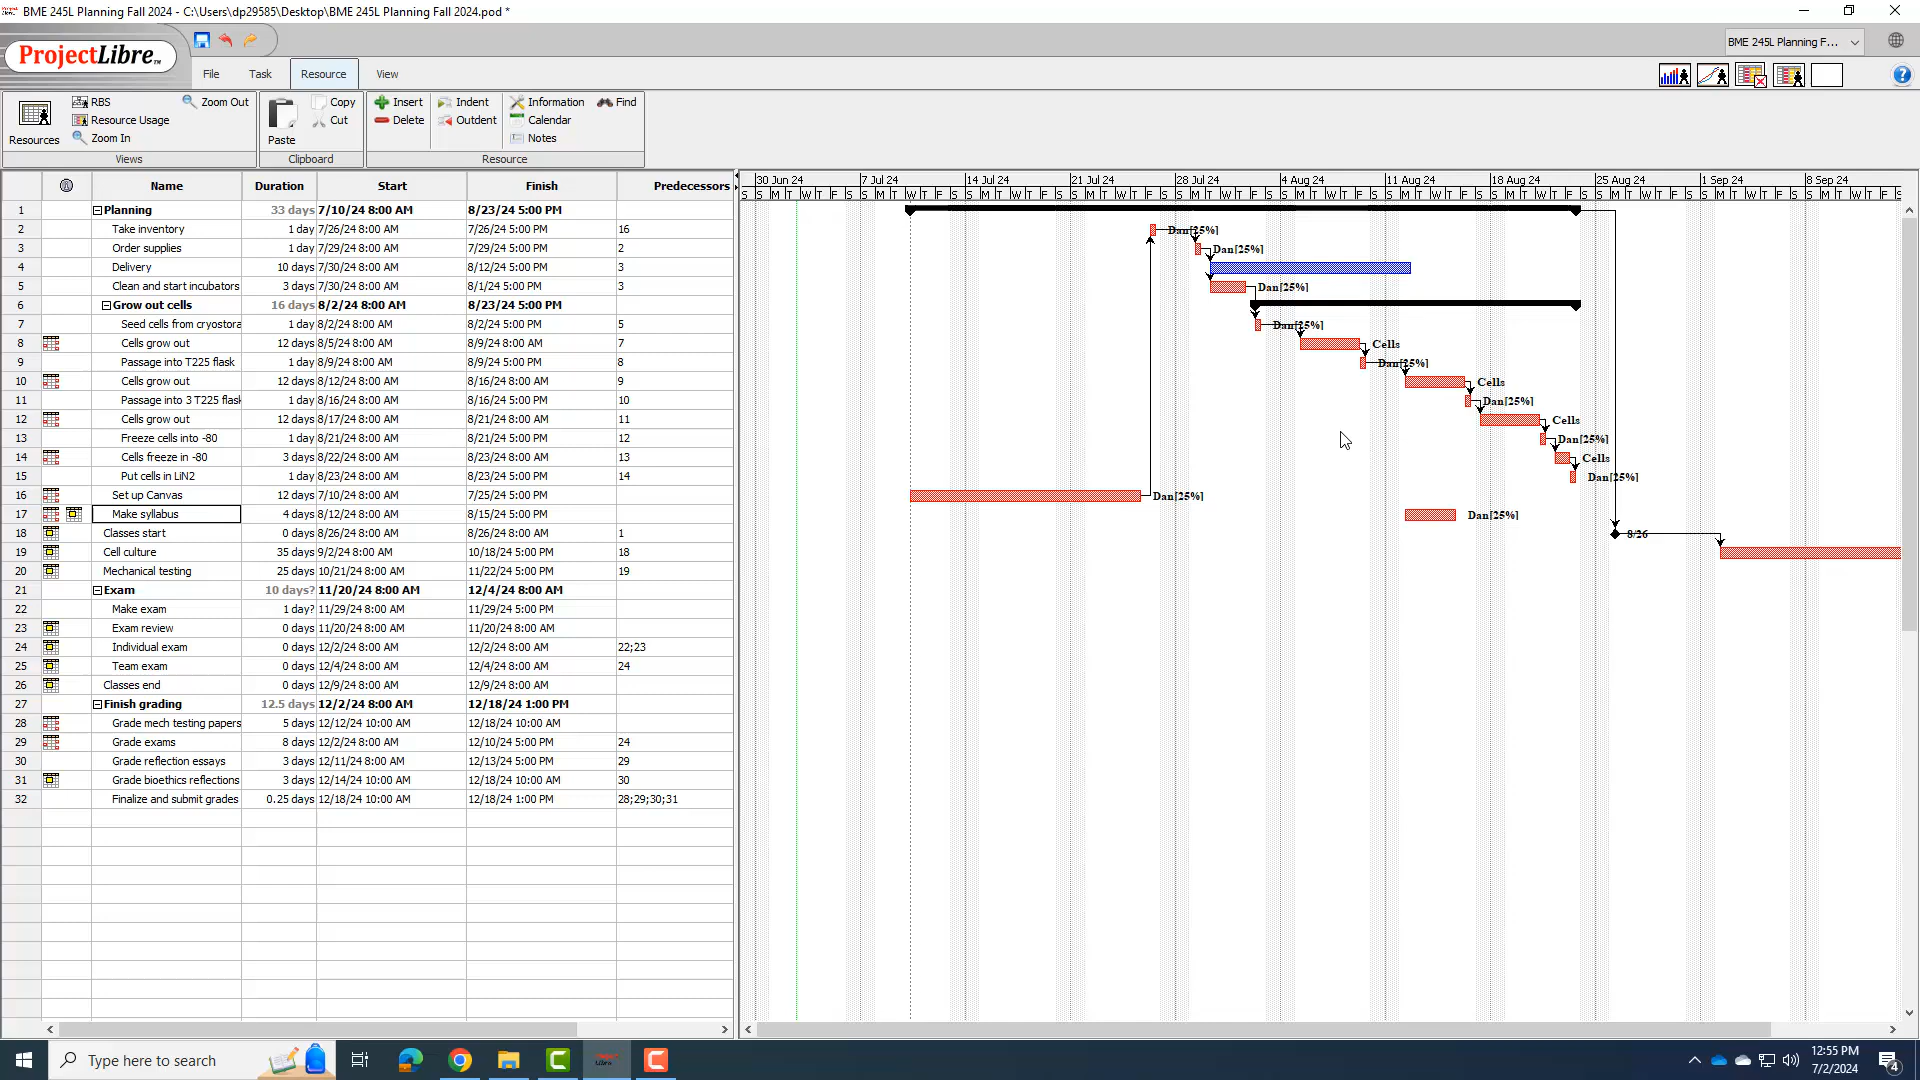 BME 245L Planning Fall 2024 - C:\Users\dp29585\Desktop\BME 245L Planning Fall 2024.pod *
ProjectLibre
BME 245L Planning F...
File Task Resource View
Resources
RBS
Resource Usage
Zoom In
Zoom Out
Views
Paste
Copy
Cut
Clipboard
Insert
Delete
Indent
Outdent
Information
Calendar
Notes
Find
Resource
Name Duration Start Finish Predecessors
1 Planning 33 days 7/10/24 8:00 AM 8/23/24 5:00 PM
2 Take inventory 1 day 7/26/24 8:00 AM 7/26/24 5:00 PM 16
3 Order supplies 1 day 7/29/24 8:00 AM 7/29/24 5:00 PM 2
4 Delivery 10 days 7/30/24 8:00 AM 8/12/24 5:00 PM 3
5 Clean and start incubators 3 days 7/30/24 8:00 AM 8/1/24 5:00 PM 3
6 Grow out cells 16 days 8/2/24 8:00 AM 8/23/24 5:00 PM
7 Seed cells from cryostora 1 day 8/2/24 8:00 AM 8/2/24 5:00 PM 5
8 Cells grow out 12 days 8/5/24 8:00 AM 8/9/24 8:00 AM 7
9 Passage into T225 flask 1 day 8/9/24 8:00 AM 8/9/24 5:00 PM 8
10 Cells grow out 12 days 8/12/24 8:00 AM 8/16/24 8:00 AM 9
11 Passage into 3 T225 flask 1 day 8/16/24 8:00 AM 8/16/24 5:00 PM 10
12 Cells grow out 12 days 8/17/24 8:00 AM 8/21/24 8:00 AM 11
13 Freeze cells into -80 1 day 8/21/24 8:00 AM 8/21/24 5:00 PM 12
14 Cells freeze in -80 3 days 8/22/24 8:00 AM 8/23/24 8:00 AM 13
15 Put cells in LiN2 1 day 8/23/24 8:00 AM 8/23/24 5:00 PM 14
16 Set up Canvas 12 days 7/10/24 8:00 AM 7/25/24 5:00 PM
17 Make syllabus 4 days 8/12/24 8:00 AM 8/15/24 5:00 PM
18 Classes start 0 days 8/26/24 8:00 AM 8/26/24 8:00 AM 1
19 Cell culture 35 days 9/2/24 8:00 AM 10/18/24 5:00 PM 18
20 Mechanical testing 25 days 10/21/24 8:00 AM 11/22/24 5:00 PM 19
21 Exam 10 days? 11/20/24 8:00 AM 12/4/24 8:00 AM
22 Make exam 1 day? 11/29/24 8:00 AM 11/29/24 5:00 PM
23 Exam review 0 days 11/20/24 8:00 AM 11/20/24 8:00 AM
24 Individual exam 0 days 12/2/24 8:00 AM 12/2/24 8:00 AM 22;23
25 Team exam 0 days 12/4/24 8:00 AM 12/4/24 8:00 AM 24
26 Classes end 0 days 12/9/24 8:00 AM 12/9/24 8:00 AM
27 Finish grading 12.5 days 12/2/24 8:00 AM 12/18/24 1:00 PM
28 Grade mech testing papers 5 days 12/12/24 10:00 AM 12/18/24 10:00 AM
29 Grade exams 8 days 12/2/24 8:00 AM 12/10/24 5:00 PM 24
30 Grade reflection essays 3 days 12/11/24 8:00 AM 12/13/24 5:00 PM 29
31 Grade bioethics reflections 3 days 12/14/24 10:00 AM 12/18/24 10:00 AM 30
32 Finalize and submit grades 0.25 days 12/18/24 10:00 AM 12/18/24 1:00 PM 28;29;30;31
30 Jun 24 7 Jul 24 14 Jul 24 21 Jul 24 28 Jul 24 4 Aug 24 11 Aug 24 18 Aug 24 25 Aug 24 1 Sep 24 8 Sep 24
S S M T W T F S S M T W T F S S M T W T F S S M T W T F S S M T W T F S S M T W T F S S M T W T F S S M T W T F S S M T W T F S S M T W T F S S M T W T F S
Dan[25%]
Dan[25%]
Dan[25%]
Dan[25%]
Cells
Dan[25%]
Cells
Dan[25%]
Cells
Dan[25%]
Cells
Dan[25%]
Dan[25%]
Dan[25%]
8/26
Type here to search
12:55 PM
7/2/2024
4